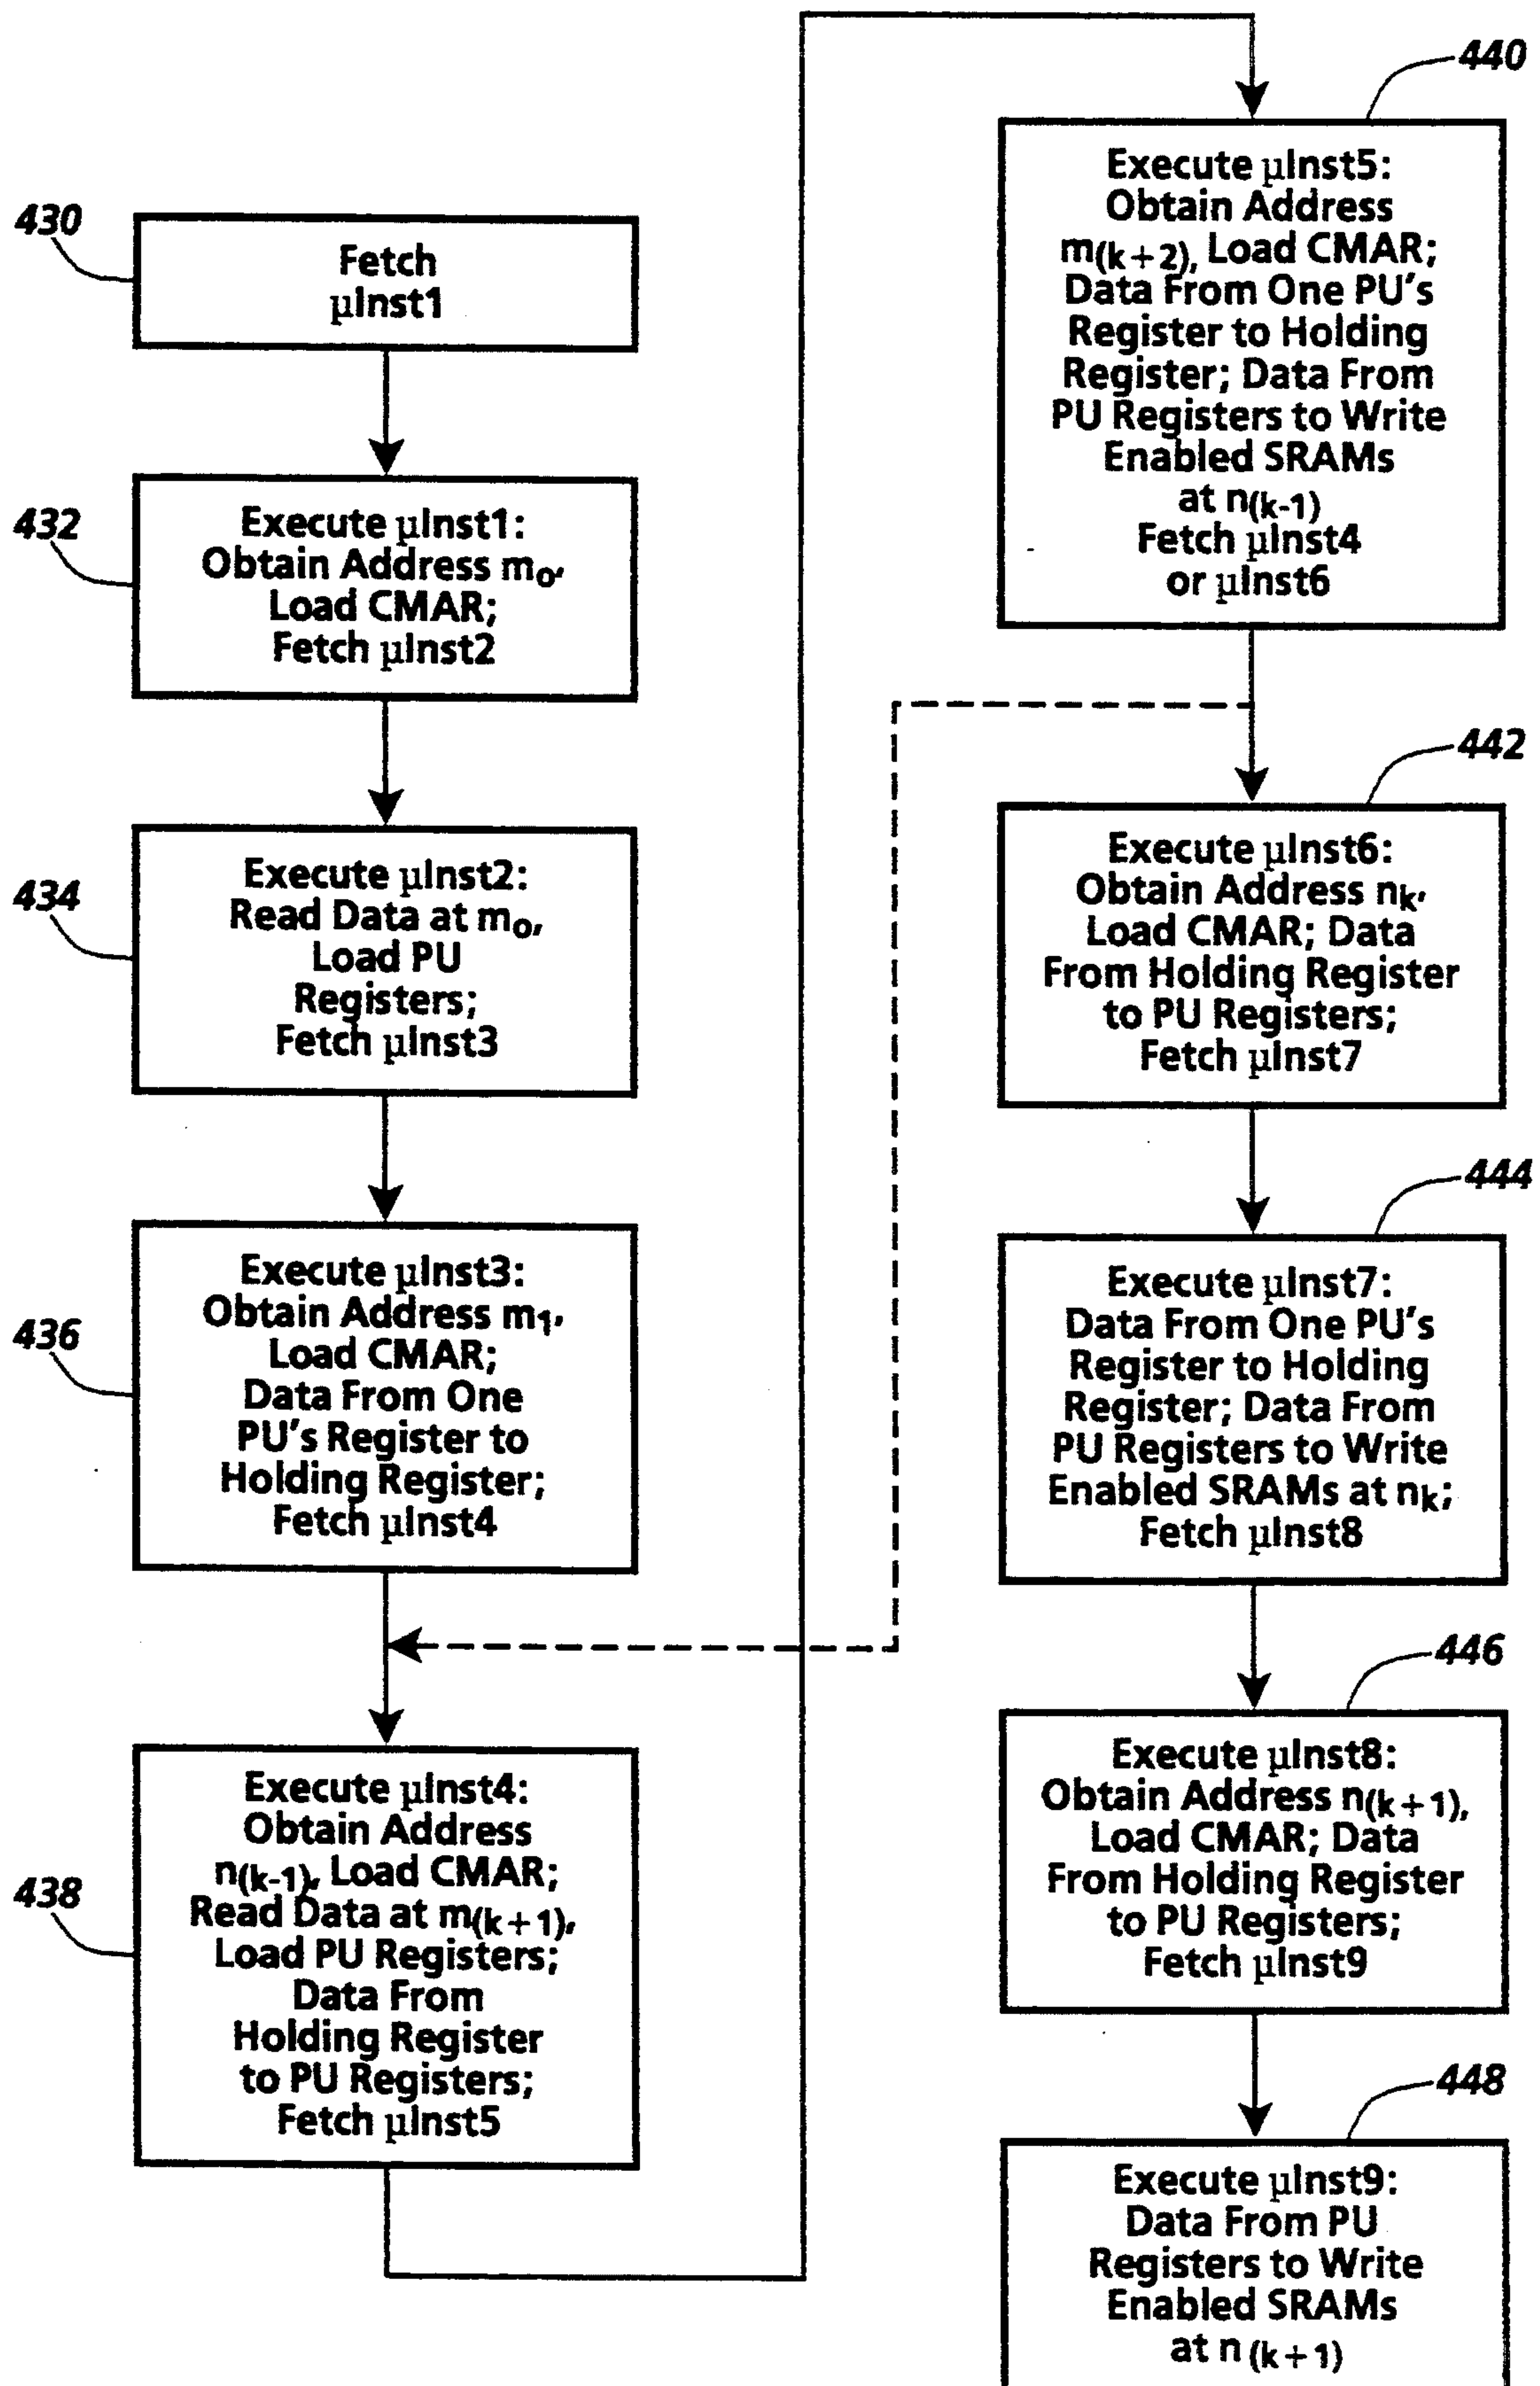 430
Fetch
μInst1
432
Execute μInst1:
Obtain Address m₀,
Load CMAR;
Fetch μInst2
434
Execute μInst2:
Read Data at m₀,
Load PU
Registers;
Fetch μInst3
436
Execute μInst3:
Obtain Address m₁,
Load CMAR;
Data From One
PU's Register to
Holding Register;
Fetch μInst4
438
Execute μInst4:
Obtain Address
n(k-1), Load CMAR;
Read Data at m(k+1),
Load PU Registers;
Data From
Holding Register
to PU Registers;
Fetch μInst5
440
Execute μInst5:
Obtain Address
m(k+2), Load CMAR;
Data From One PU's
Register to Holding
Register; Data From
PU Registers to Write
Enabled SRAMs
at n(k-1)
Fetch μInst4
or μInst6
442
Execute μInst6:
Obtain Address nk,
Load CMAR; Data
From Holding Register
to PU Registers;
Fetch μInst7
444
Execute μInst7:
Data From One PU's
Register to Holding
Register; Data From
PU Registers to Write
Enabled SRAMs at nk;
Fetch μInst8
446
Execute μInst8:
Obtain Address n(k+1),
Load CMAR; Data
From Holding Register
to PU Registers;
Fetch μInst9
448
Execute μInst9:
Data From PU
Registers to Write
Enabled SRAMs
at n(k+1)